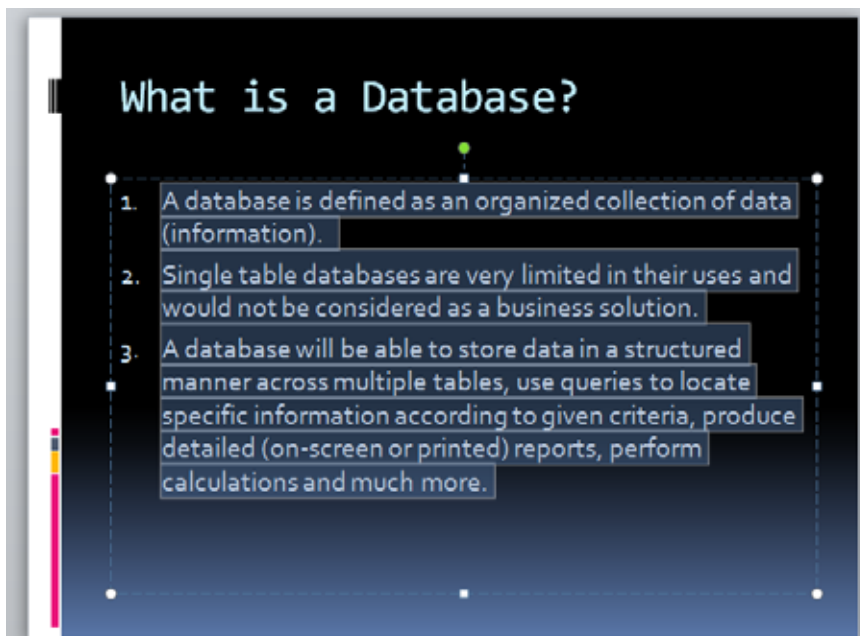 What is a Database?
1. A database is defined as an organized collection of data
(information).
2. Single table databases are very limited in their uses and
would not be considered as a business solution.
3. A database will be able to store data in a structured
manner across multiple tables, use queries to locate
specific information according to given criteria, produce
detailed (on-screen or printed) reports, perform
calculations and much more.